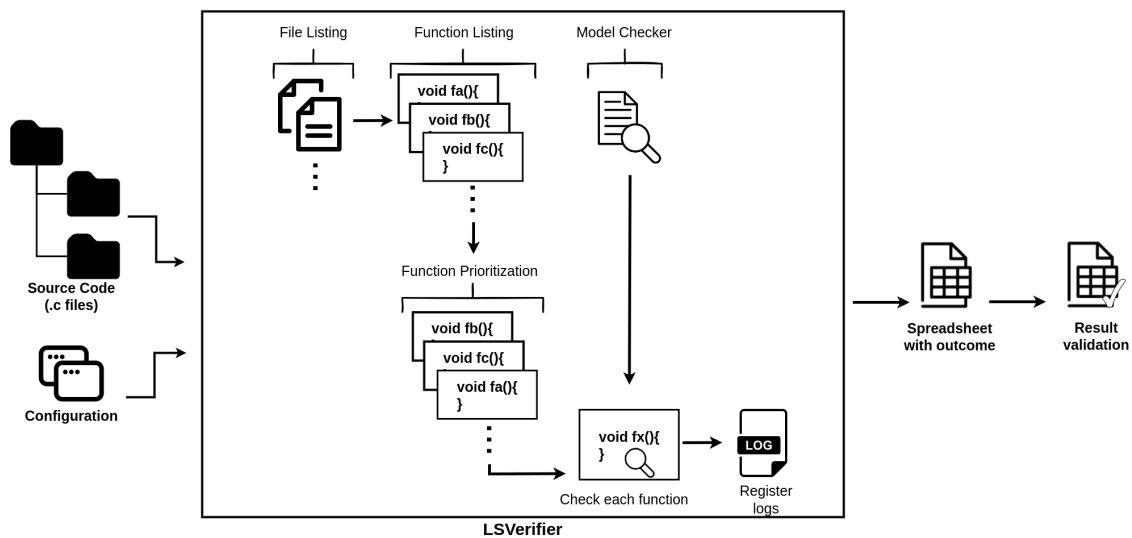 File Listing
Function Listing
Model Checker
void fa(){
void fb(){
void fc(){
}
Source Code
(.c files)
Configuration
Function Prioritization
void fb(){
void fc(){
void fa(){
}
void fx(){
}
Check each function
LOG
Register
logs
LSVerifier
Spreadsheet
with outcome
Result
validation